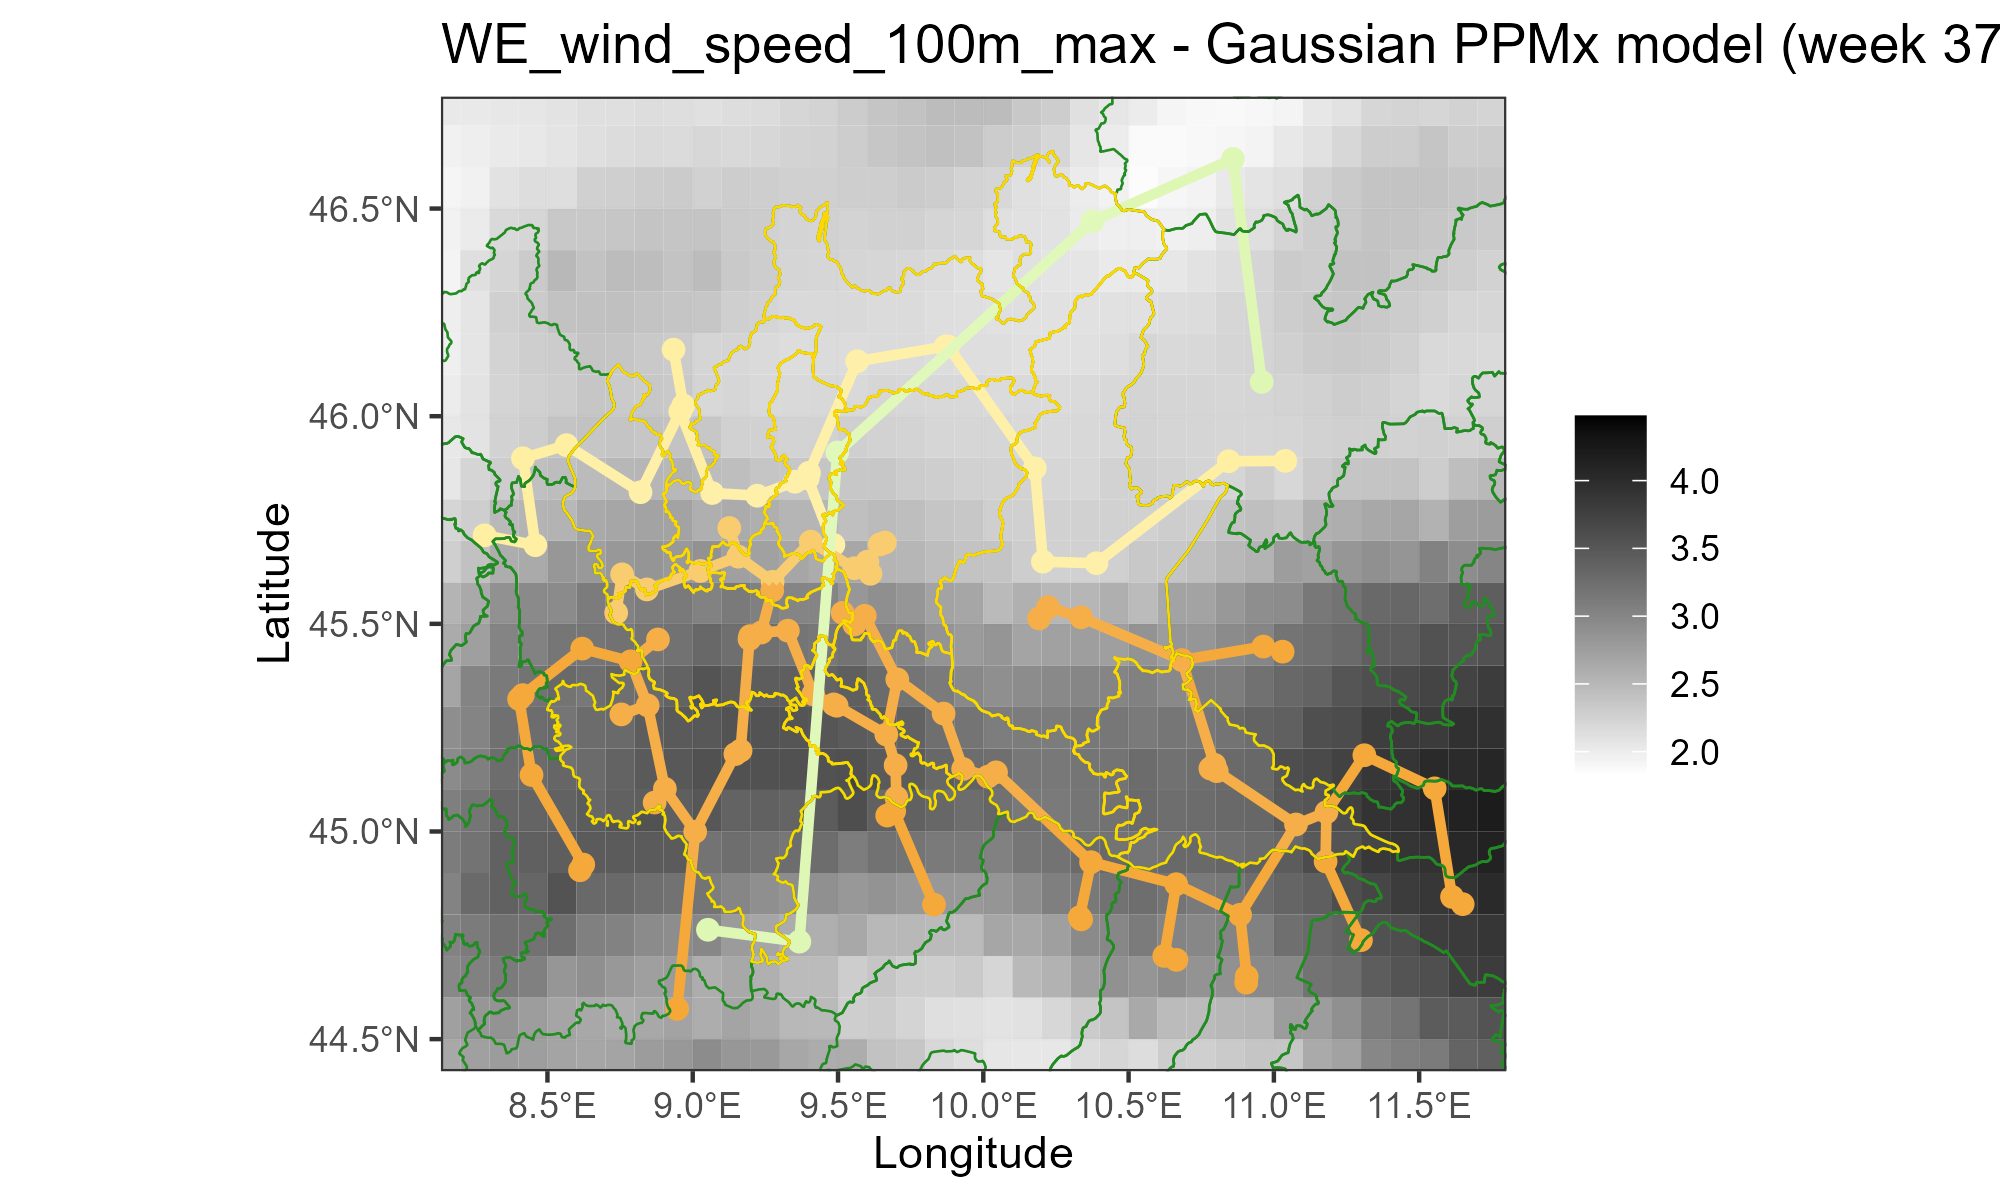 WE_wind_speed_100m_max - Gaussian PPMx model (week 37
46.5°N
46.0°N
45.5°N
45.0°N
44.5°N
Latitude
8.5°E 9.0°E 9.5°E 10.0°E 10.5°E 11.0°E 11.5°E
Longitude
4.0
3.5
3.0
2.5
2.0